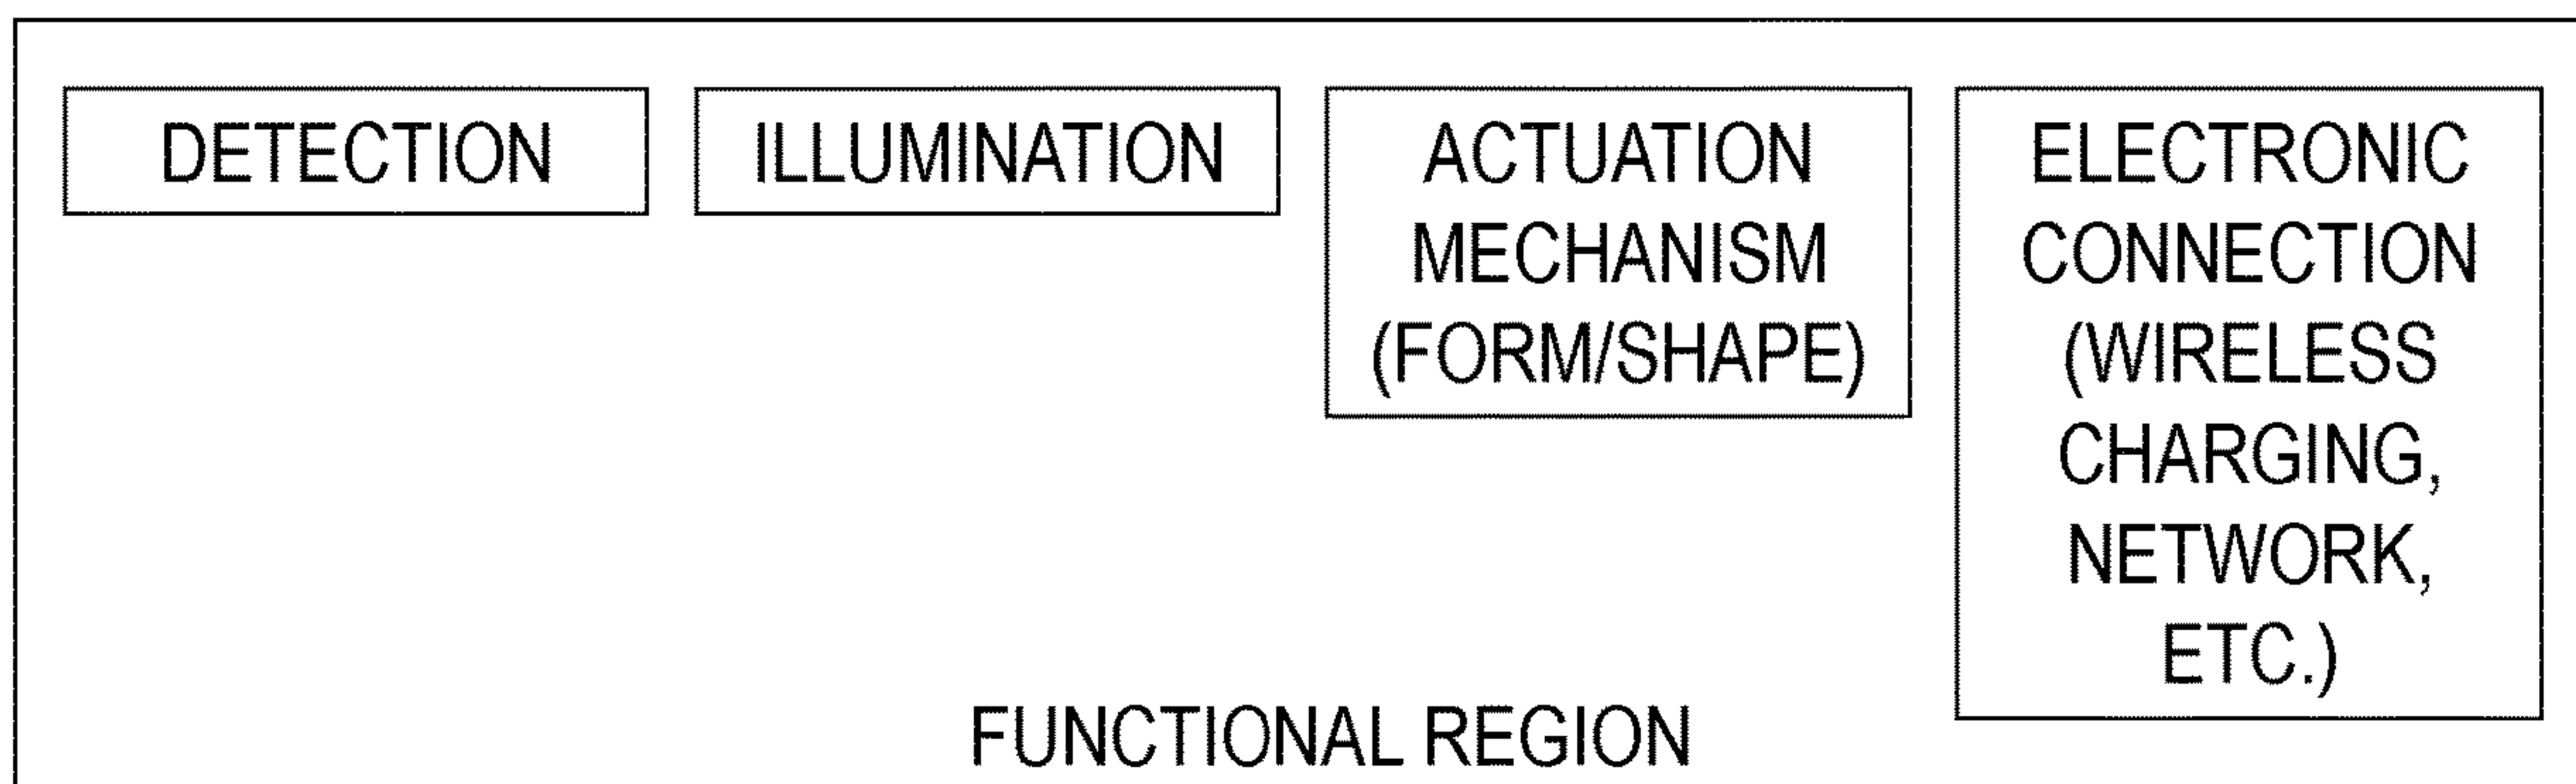 DETECTION
ILLUMINATION
ACTUATION
MECHANISM
(FORM/SHAPE)
ELECTRONIC
CONNECTION
(WIRELESS
CHARGING,
NETWORK,
ETC.)
FUNCTIONAL REGION